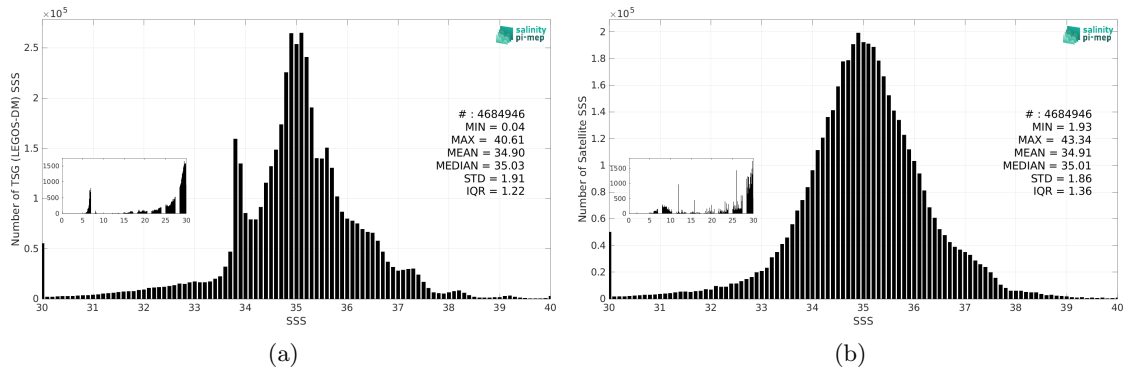 ×10⁵
salinity
pi-mep
2.5
2
1.5
1
0.5
0
Number of TSG (LEGOS-DM) SSS
# : 4684946
MIN = 0.04
MAX = 40.61
MEAN = 34.90
MEDIAN = 35.03
STD = 1.91
IQR = 1.22
1500
1000
500
0
0 5 10 15 20 25 30
30 31 32 33 34 35 36 37 38 39 40
SSS
(a)
×10⁵
salinity
pi-mep
2
1.8
1.6
1.4
1.2
1
0.8
0.6
0.4
0.2
0
Number of Satellite SSS
# : 4684946
MIN = 1.93
MAX = 43.34
MEAN = 34.91
MEDIAN = 35.01
STD = 1.86
IQR = 1.36
1500
1000
500
0
0 5 10 15 20 25 30
30 31 32 33 34 35 36 37 38 39 40
SSS
(b)